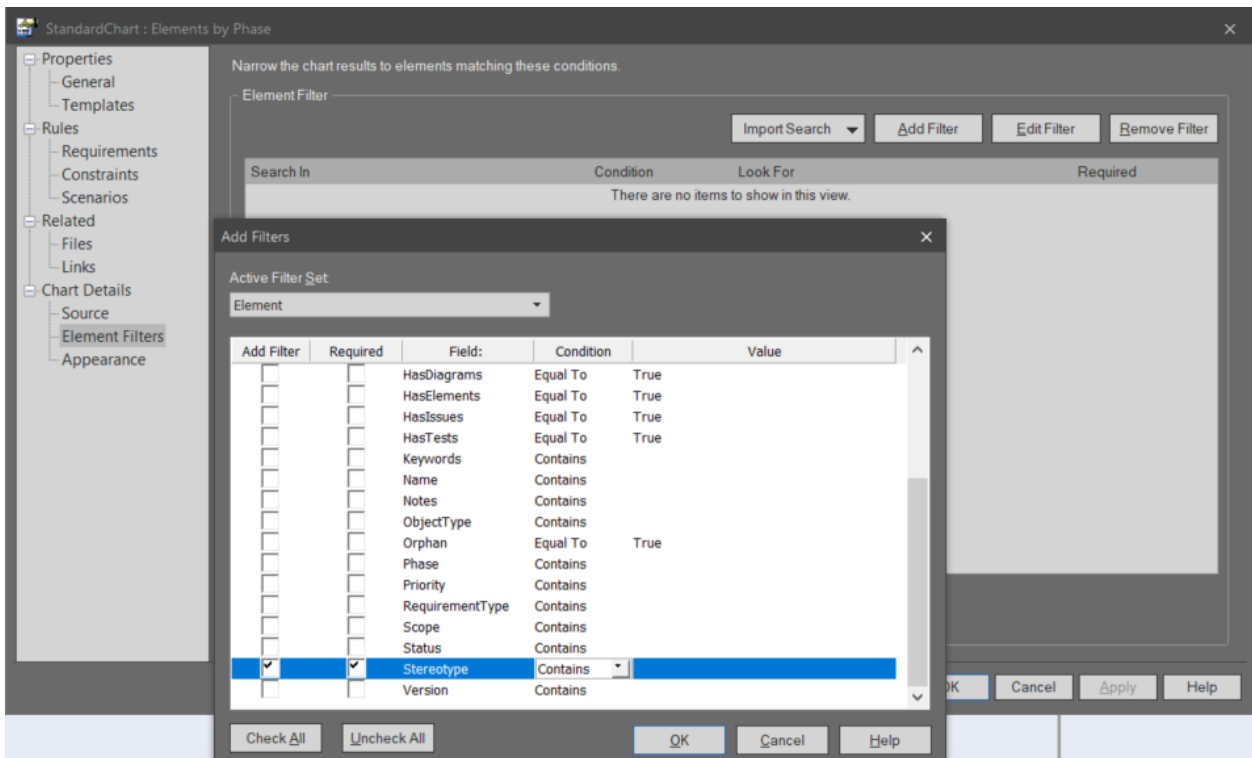 StandardChart : Elements by Phase
Properties
General
Templates
Rules
Requirements
Constraints
Scenarios
Related
Files
Links
Chart Details
Source
Element Filters
Appearance
Narrow the chart results to elements matching these conditions.
Element Filter
Import Search Add Filter Edit Filter Remove Filter
Search In Condition Look For Required
There are no items to show in this view.
Add Filters
Active Filter Set:
Element
Add Filter Required Field: Condition Value
HasDiagrams Equal To True
HasElements Equal To True
HasIssues Equal To True
HasTests Equal To True
Keywords Contains
Name Contains
Notes Contains
ObjectType Contains
Orphan Equal To True
Phase Contains
Priority Contains
RequirementType Contains
Scope Contains
Status Contains
Stereotype Contains
Version Contains
Check All Uncheck All OK Cancel Help
Cancel Apply Help